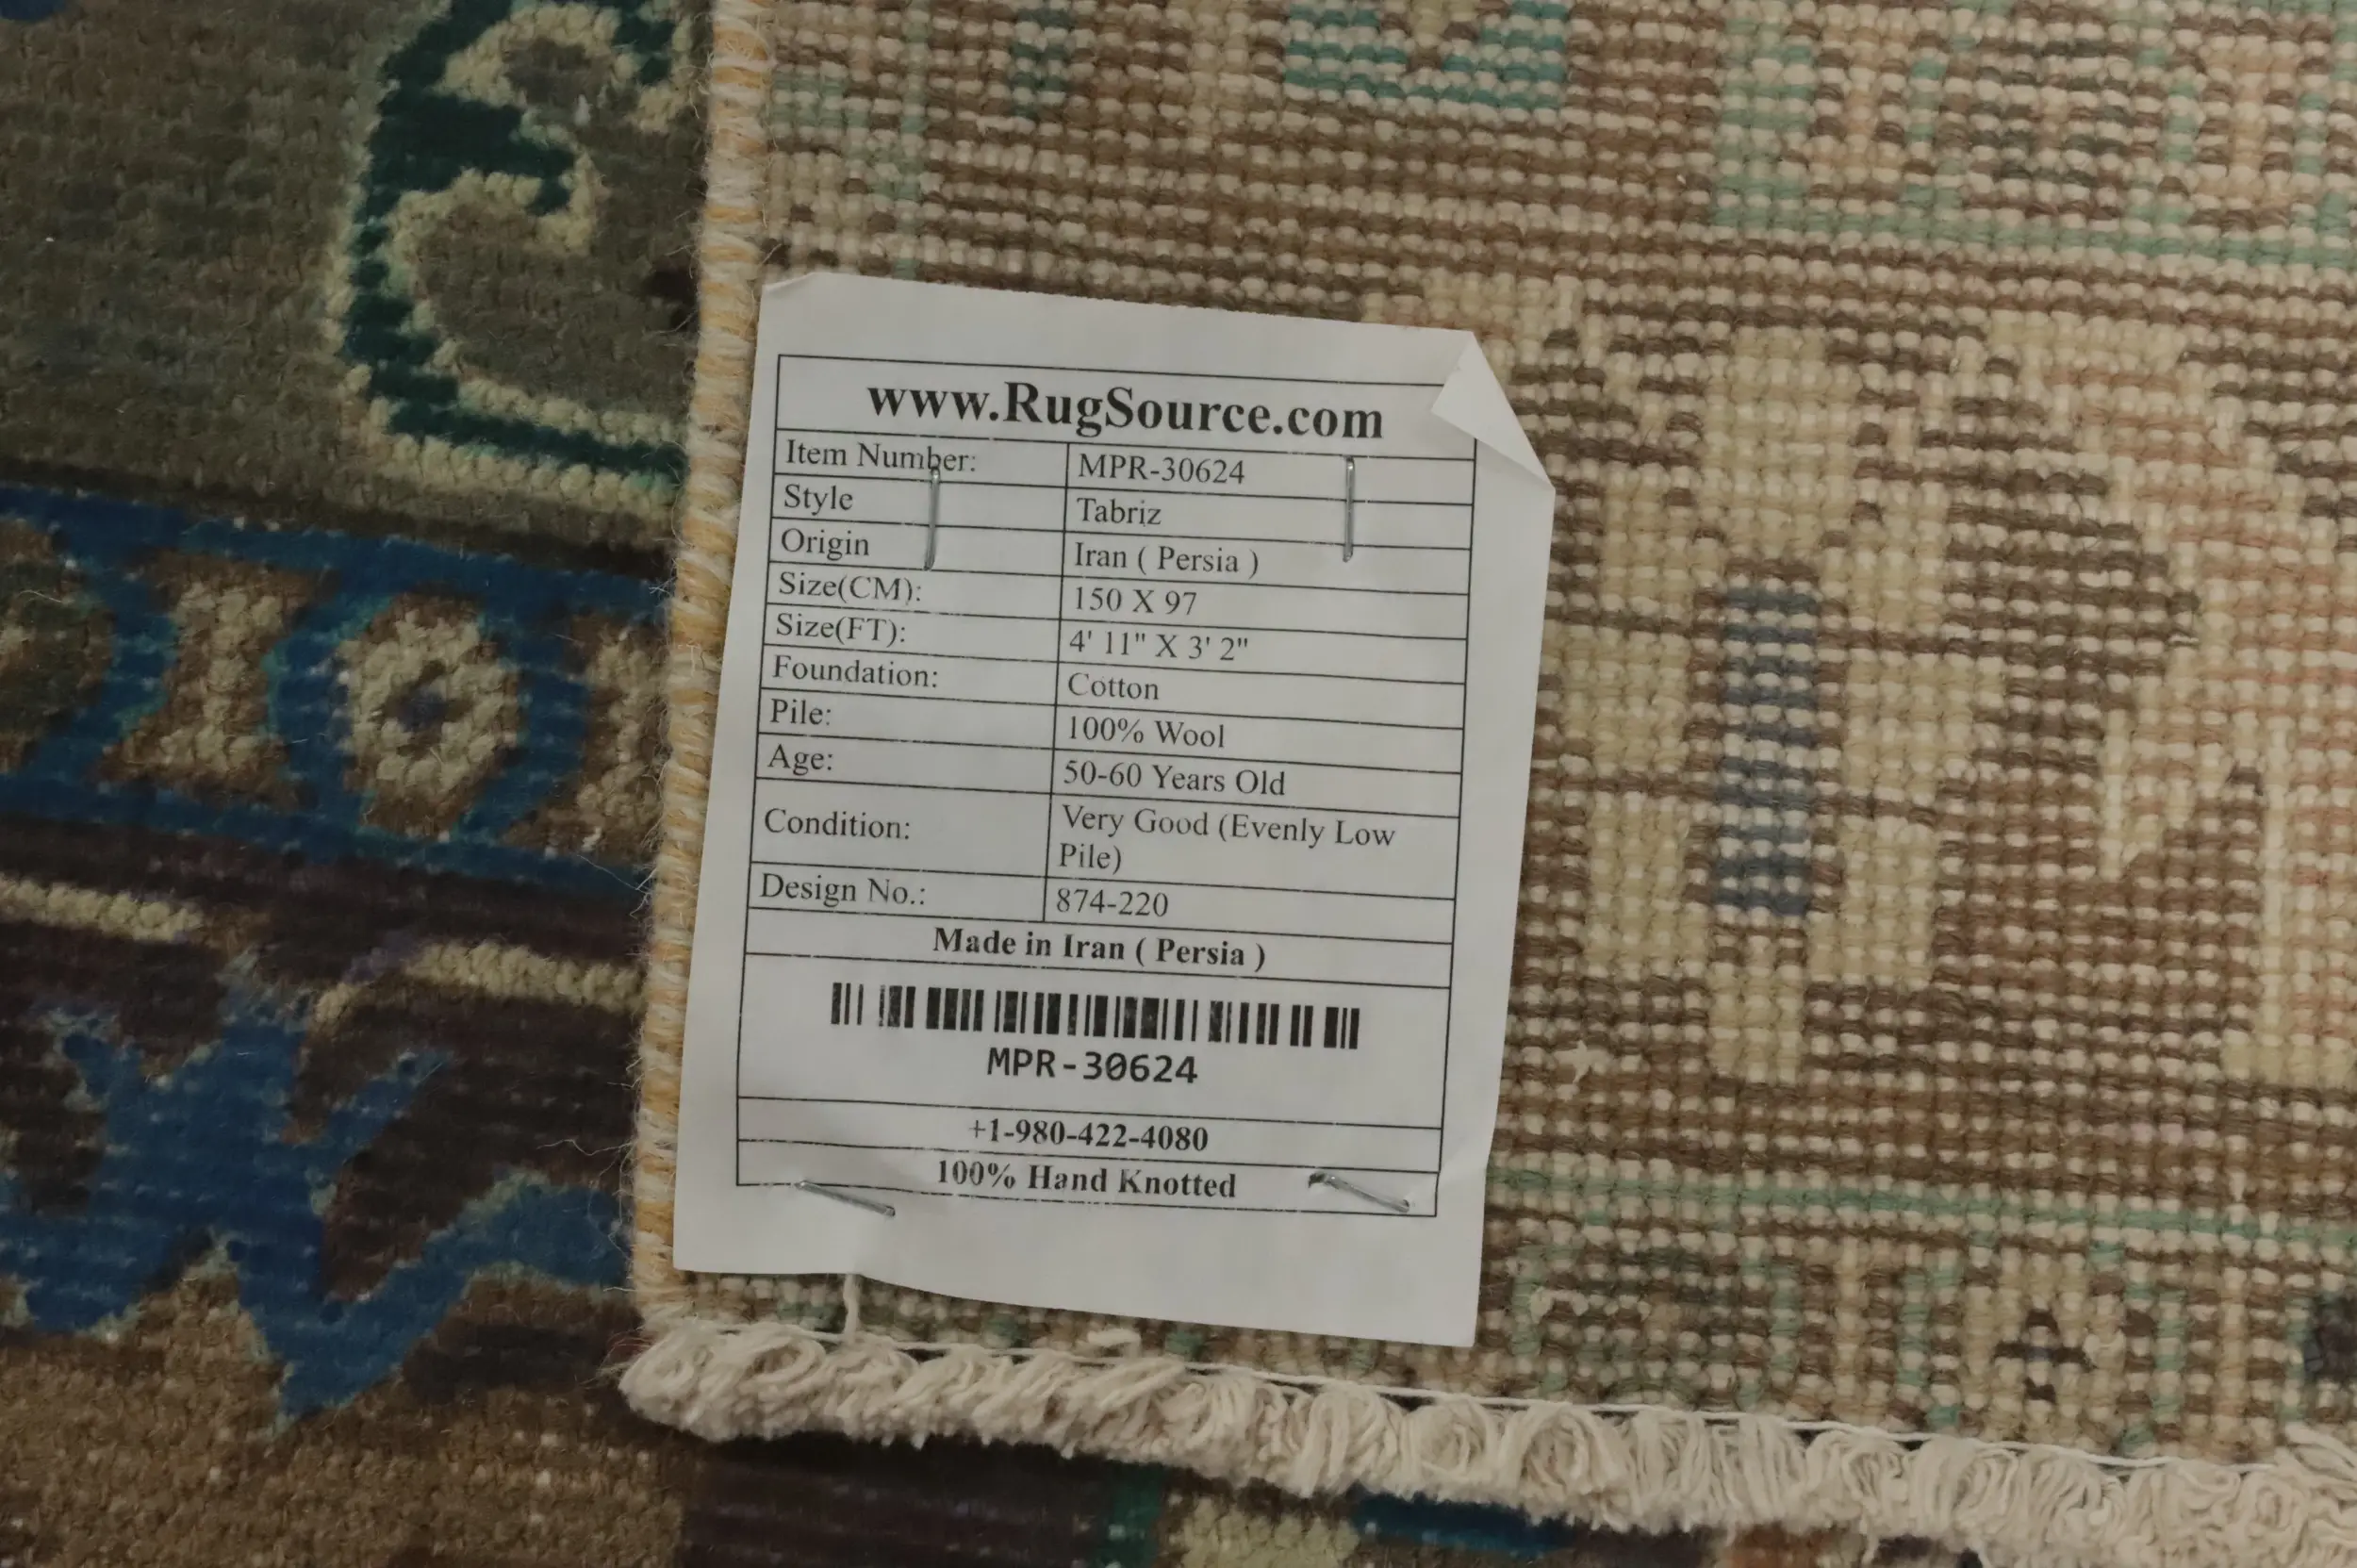 www.RugSource.com
Item Number: MPR-30624
Style Tabriz
Origin Iran ( Persia )
Size(CM): 150 X 97
Size(FT): 4' 11" X 3' 2"
Foundation: Cotton
Pile: 100% Wool
Age: 50-60 Years Old
Condition: Very Good (Evenly Low
Pile)
Design No.: 874-220
Made in Iran ( Persia )
MPR-30624
+1-980-422-4080
100% Hand Knotted